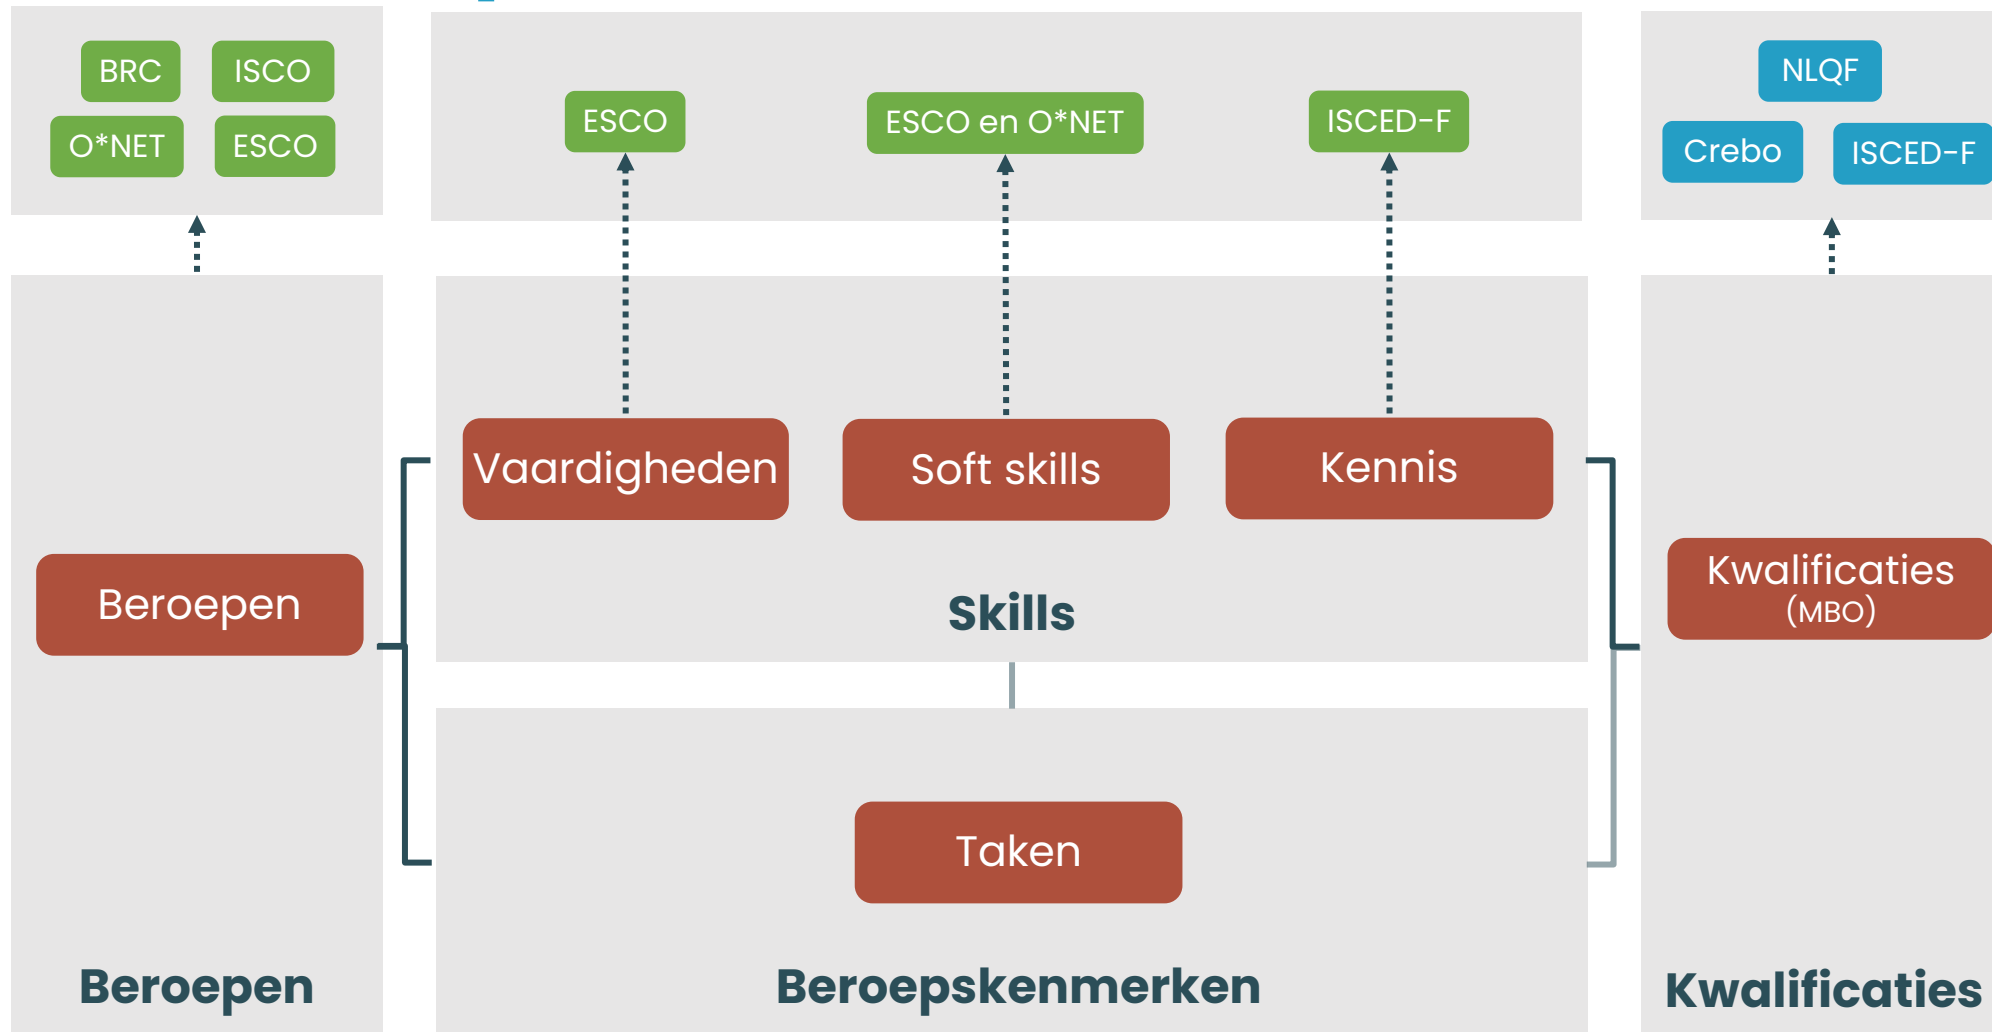 BRC
ISCO
O*NET
ESCO
ESCO
ESCO en O*NET
ISCED-F
NLQF
Crebo
ISCED-F
Vaardigheden
Soft skills
Kennis
Skills
Beroepen
Kwalificaties
(MBO)
Taken
Beroepen
Beroepskenmerken
Kwalificaties